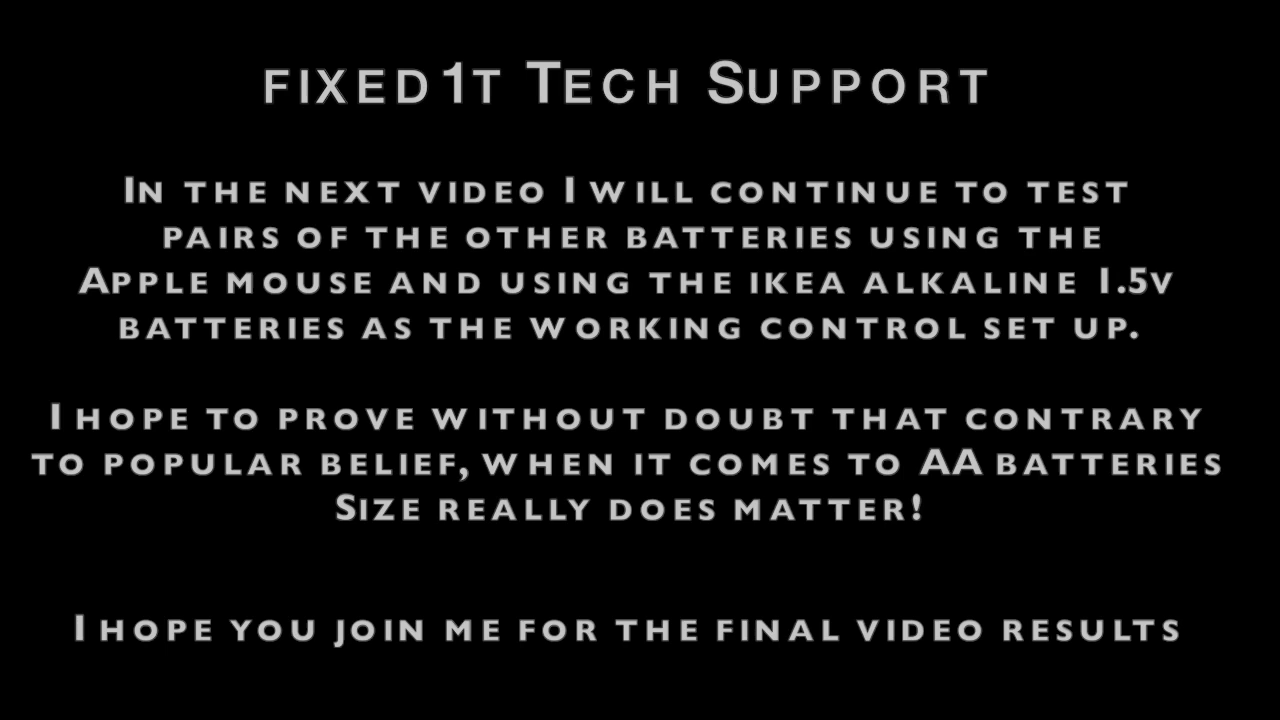 fixed1t Tech Support
In the next video I will continue to test
pairs of the other batteries using the
Apple mouse and using the ikea alkaline 1.5v
batteries as the working control set up.
I hope to prove without doubt that contrary
to popular belief, when it comes to AA batteries
Size really does matter!
I hope you join me for the final video results